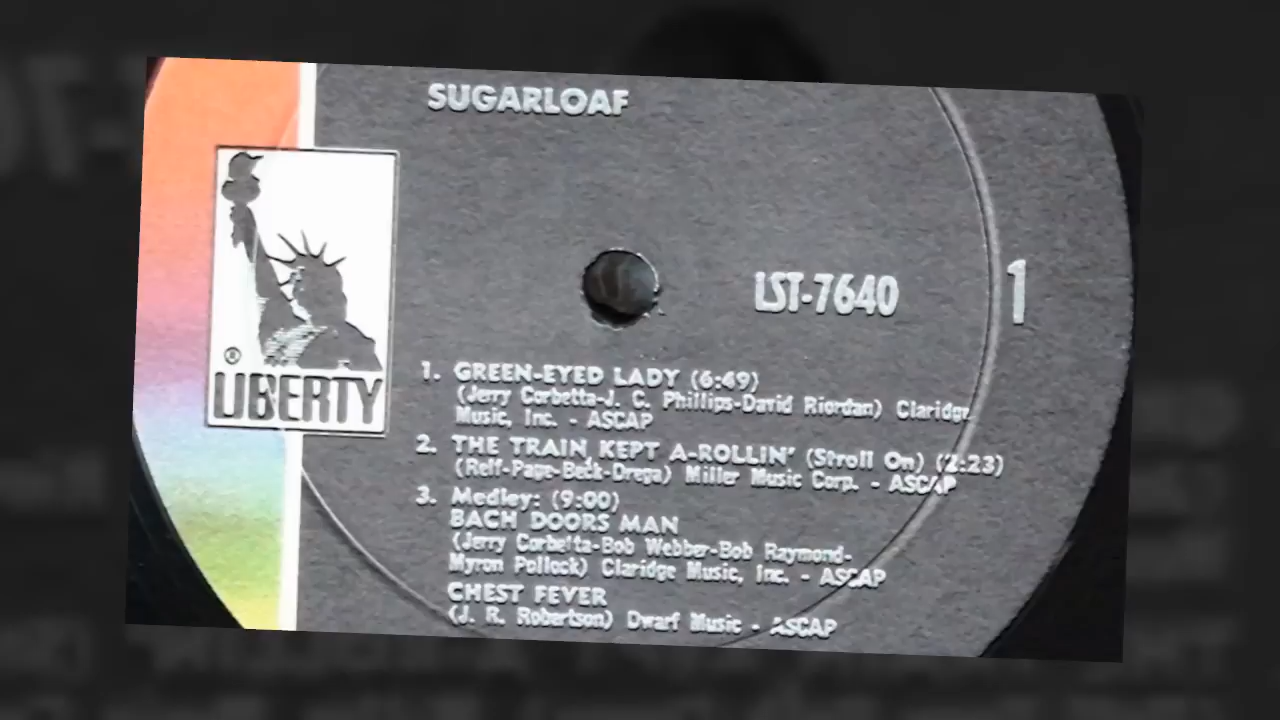 SUGARLOAF
® LIBERTY
LST-7640
1
1. GREEN-EYED LADY (6:49)
(Jerry Corbetta-J. C. Phillips-David Riordan) Claridge
Music, Inc. - ASCAP
2. THE TRAIN KEPT A-ROLLIN' (Stroll On) (2:23)
(Relf-Page-Beck-Drega) Miller Music Corp. - ASCAP
3. Medley: (9:00)
BACH DOORS MAN
(Jerry Corbetta-Bob Webber-Bob Raymond-
Myron Pollock) Claridge Music, Inc. - ASCAP
CHEST FEVER
(J. R. Robertson) Dwarf Music - ASCAP